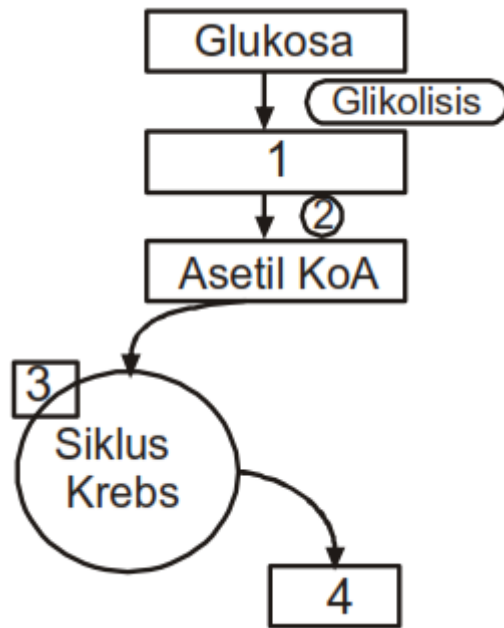 Glukosa
Glikolisis
1
2
Asetil KoA
3
Siklus
Krebs
4